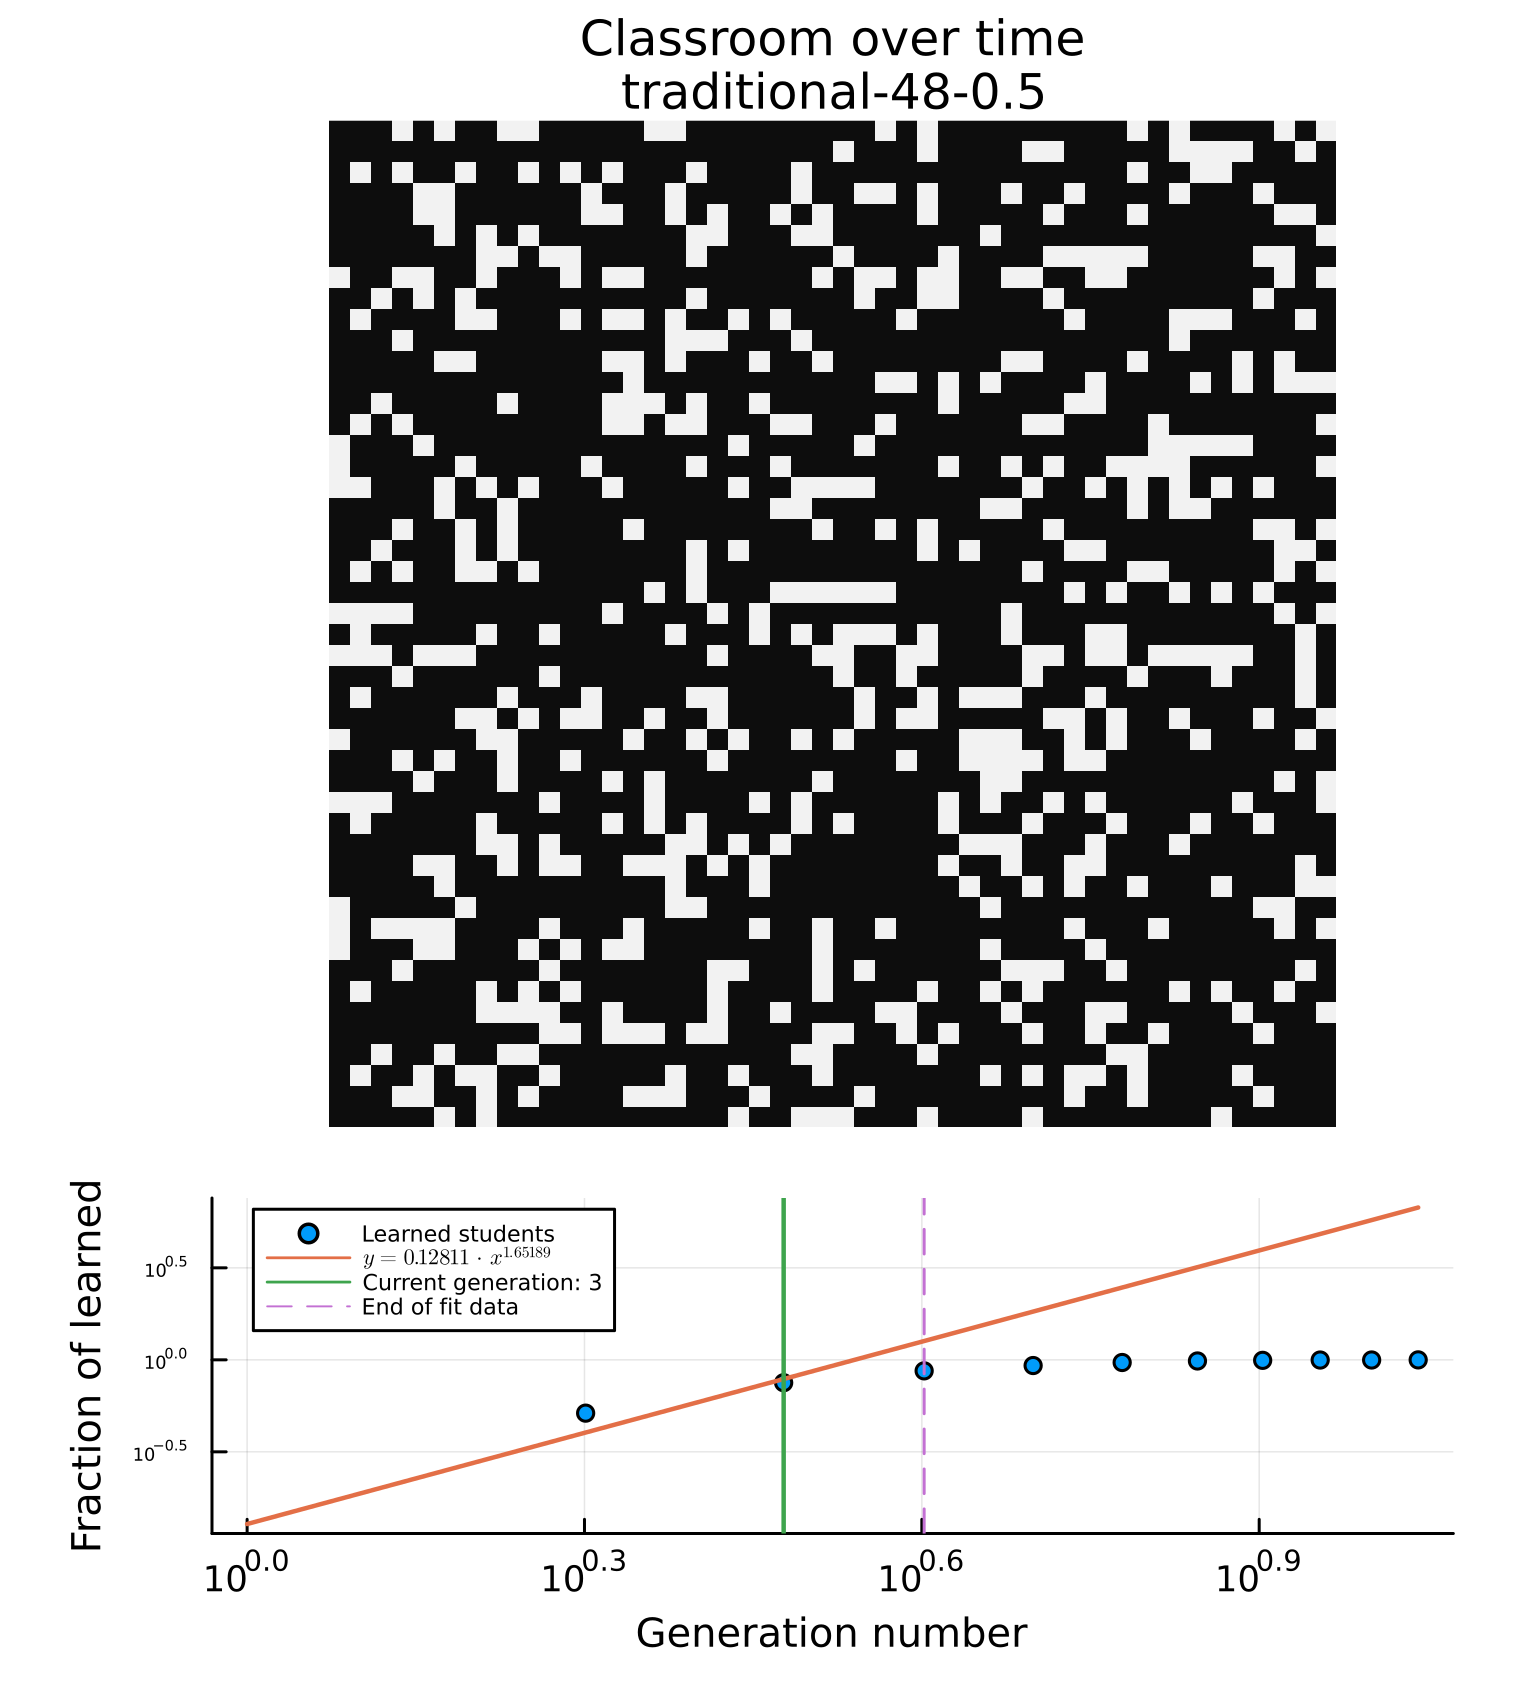 Classroom over time
traditional-48-0.5
Fraction of learned
Learned students
y = 0.12811 · x^1.65189
Current generation: 3
End of fit data
10^0.5
10^0.0
10^−0.5
10^0.0 10^0.3 10^0.6 10^0.9
Generation number